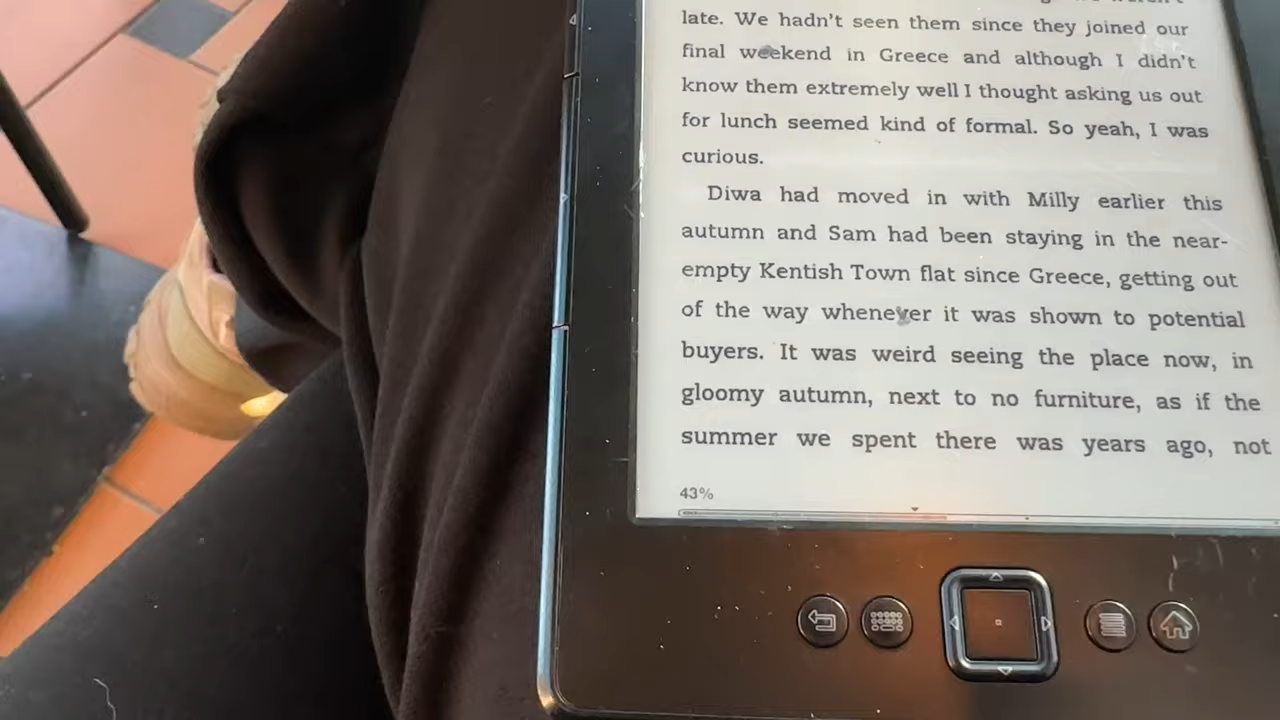 late. We hadn't seen them since they joined our
final weekend in Greece and although I didn't
know them extremely well I thought asking us out
for lunch seemed kind of formal. So yeah, I was
curious.
Diwa had moved in with Milly earlier this
autumn and Sam had been staying in the near-
empty Kentish Town flat since Greece, getting out
of the way whenever it was shown to potential
buyers. It was weird seeing the place now, in
gloomy autumn, next to no furniture, as if the
summer we spent there was years ago, not
43%